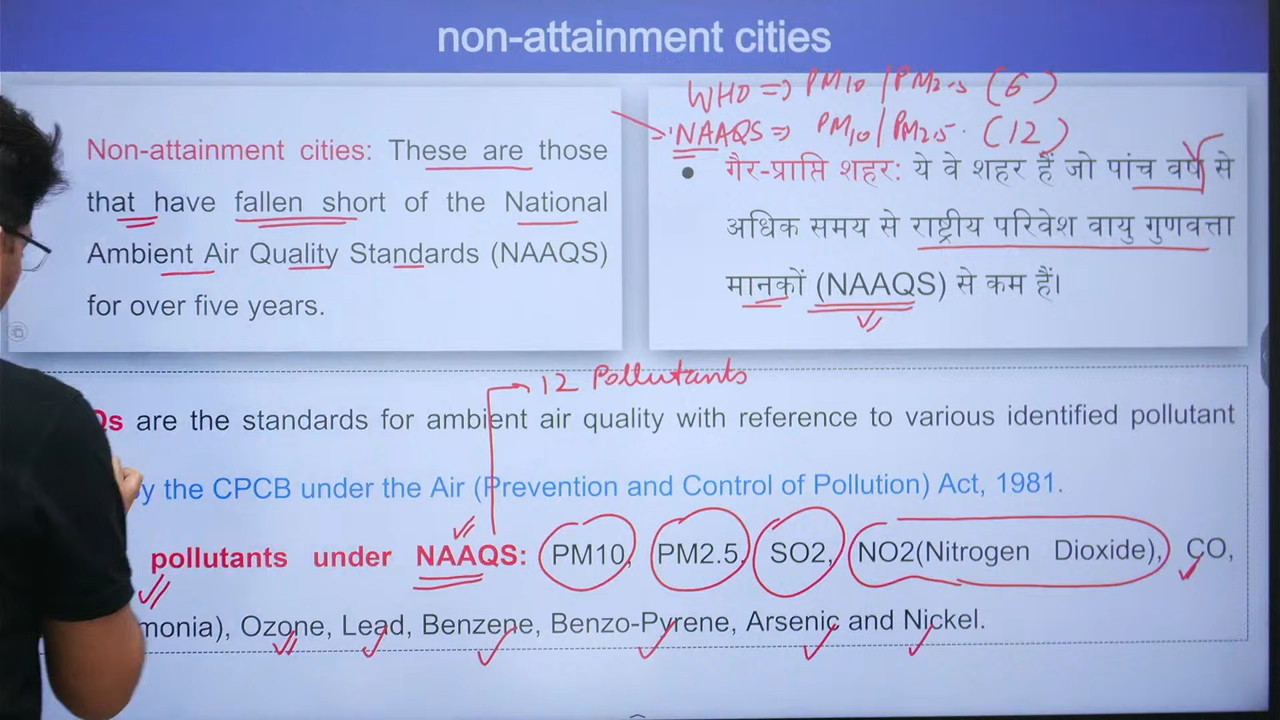 non-attainment cities
WHO => PM10 / PM2.5 (6)
NAAQS => PM10 / PM2.5. (12)
Non-attainment cities: These are those
that have fallen short of the National
Ambient Air Quality Standards (NAAQS)
for over five years.
• गैर-प्राप्ति शहर: ये वे शहर हैं जो पांच वर्ष से
अधिक समय से राष्ट्रीय परिवेश वायु गुणवत्ता
मानकों (NAAQS) से कम हैं।
12 Pollutants
Qs are the standards for ambient air quality with reference to various identified pollutant
y the CPCB under the Air (Prevention and Control of Pollution) Act, 1981.
pollutants under NAAQS: PM10, PM2.5, SO2, NO2(Nitrogen Dioxide), CO,
monia), Ozone, Lead, Benzene, Benzo-Pyrene, Arsenic and Nickel.